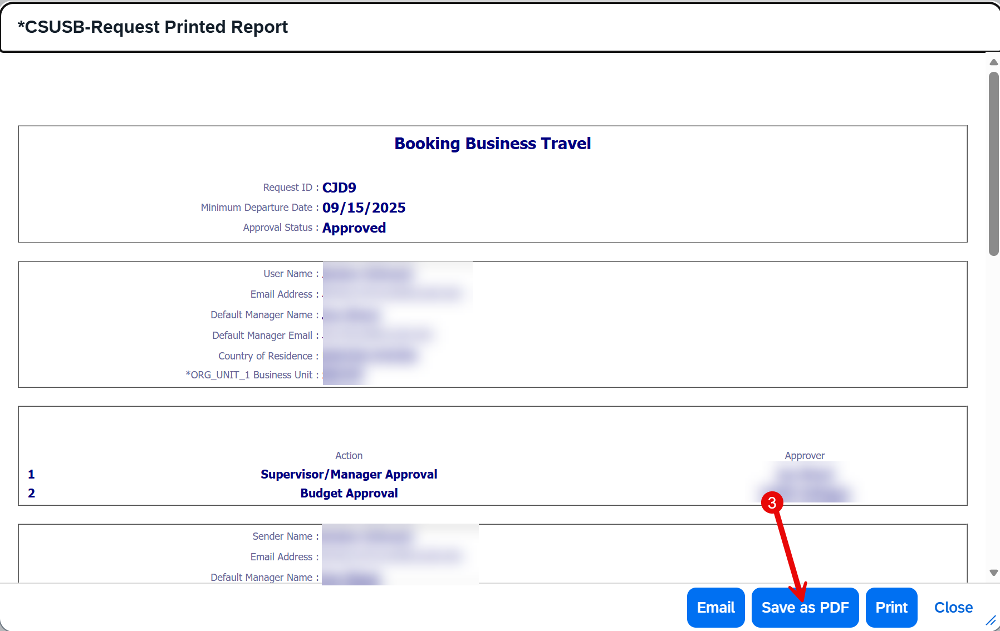 *CSUSB-Request Printed Report
Booking Business Travel
Request ID : CJD9
Minimum Departure Date : 09/15/2025
Approval Status : Approved
User Name :
Email Address :
Default Manager Name :
Default Manager Email :
Country of Residence :
*ORG_UNIT_1 Business Unit :
Action Approver
1 Supervisor/Manager Approval
2 Budget Approval
3
Sender Name :
Email Address :
Default Manager Name :
Email Save as PDF Print Close